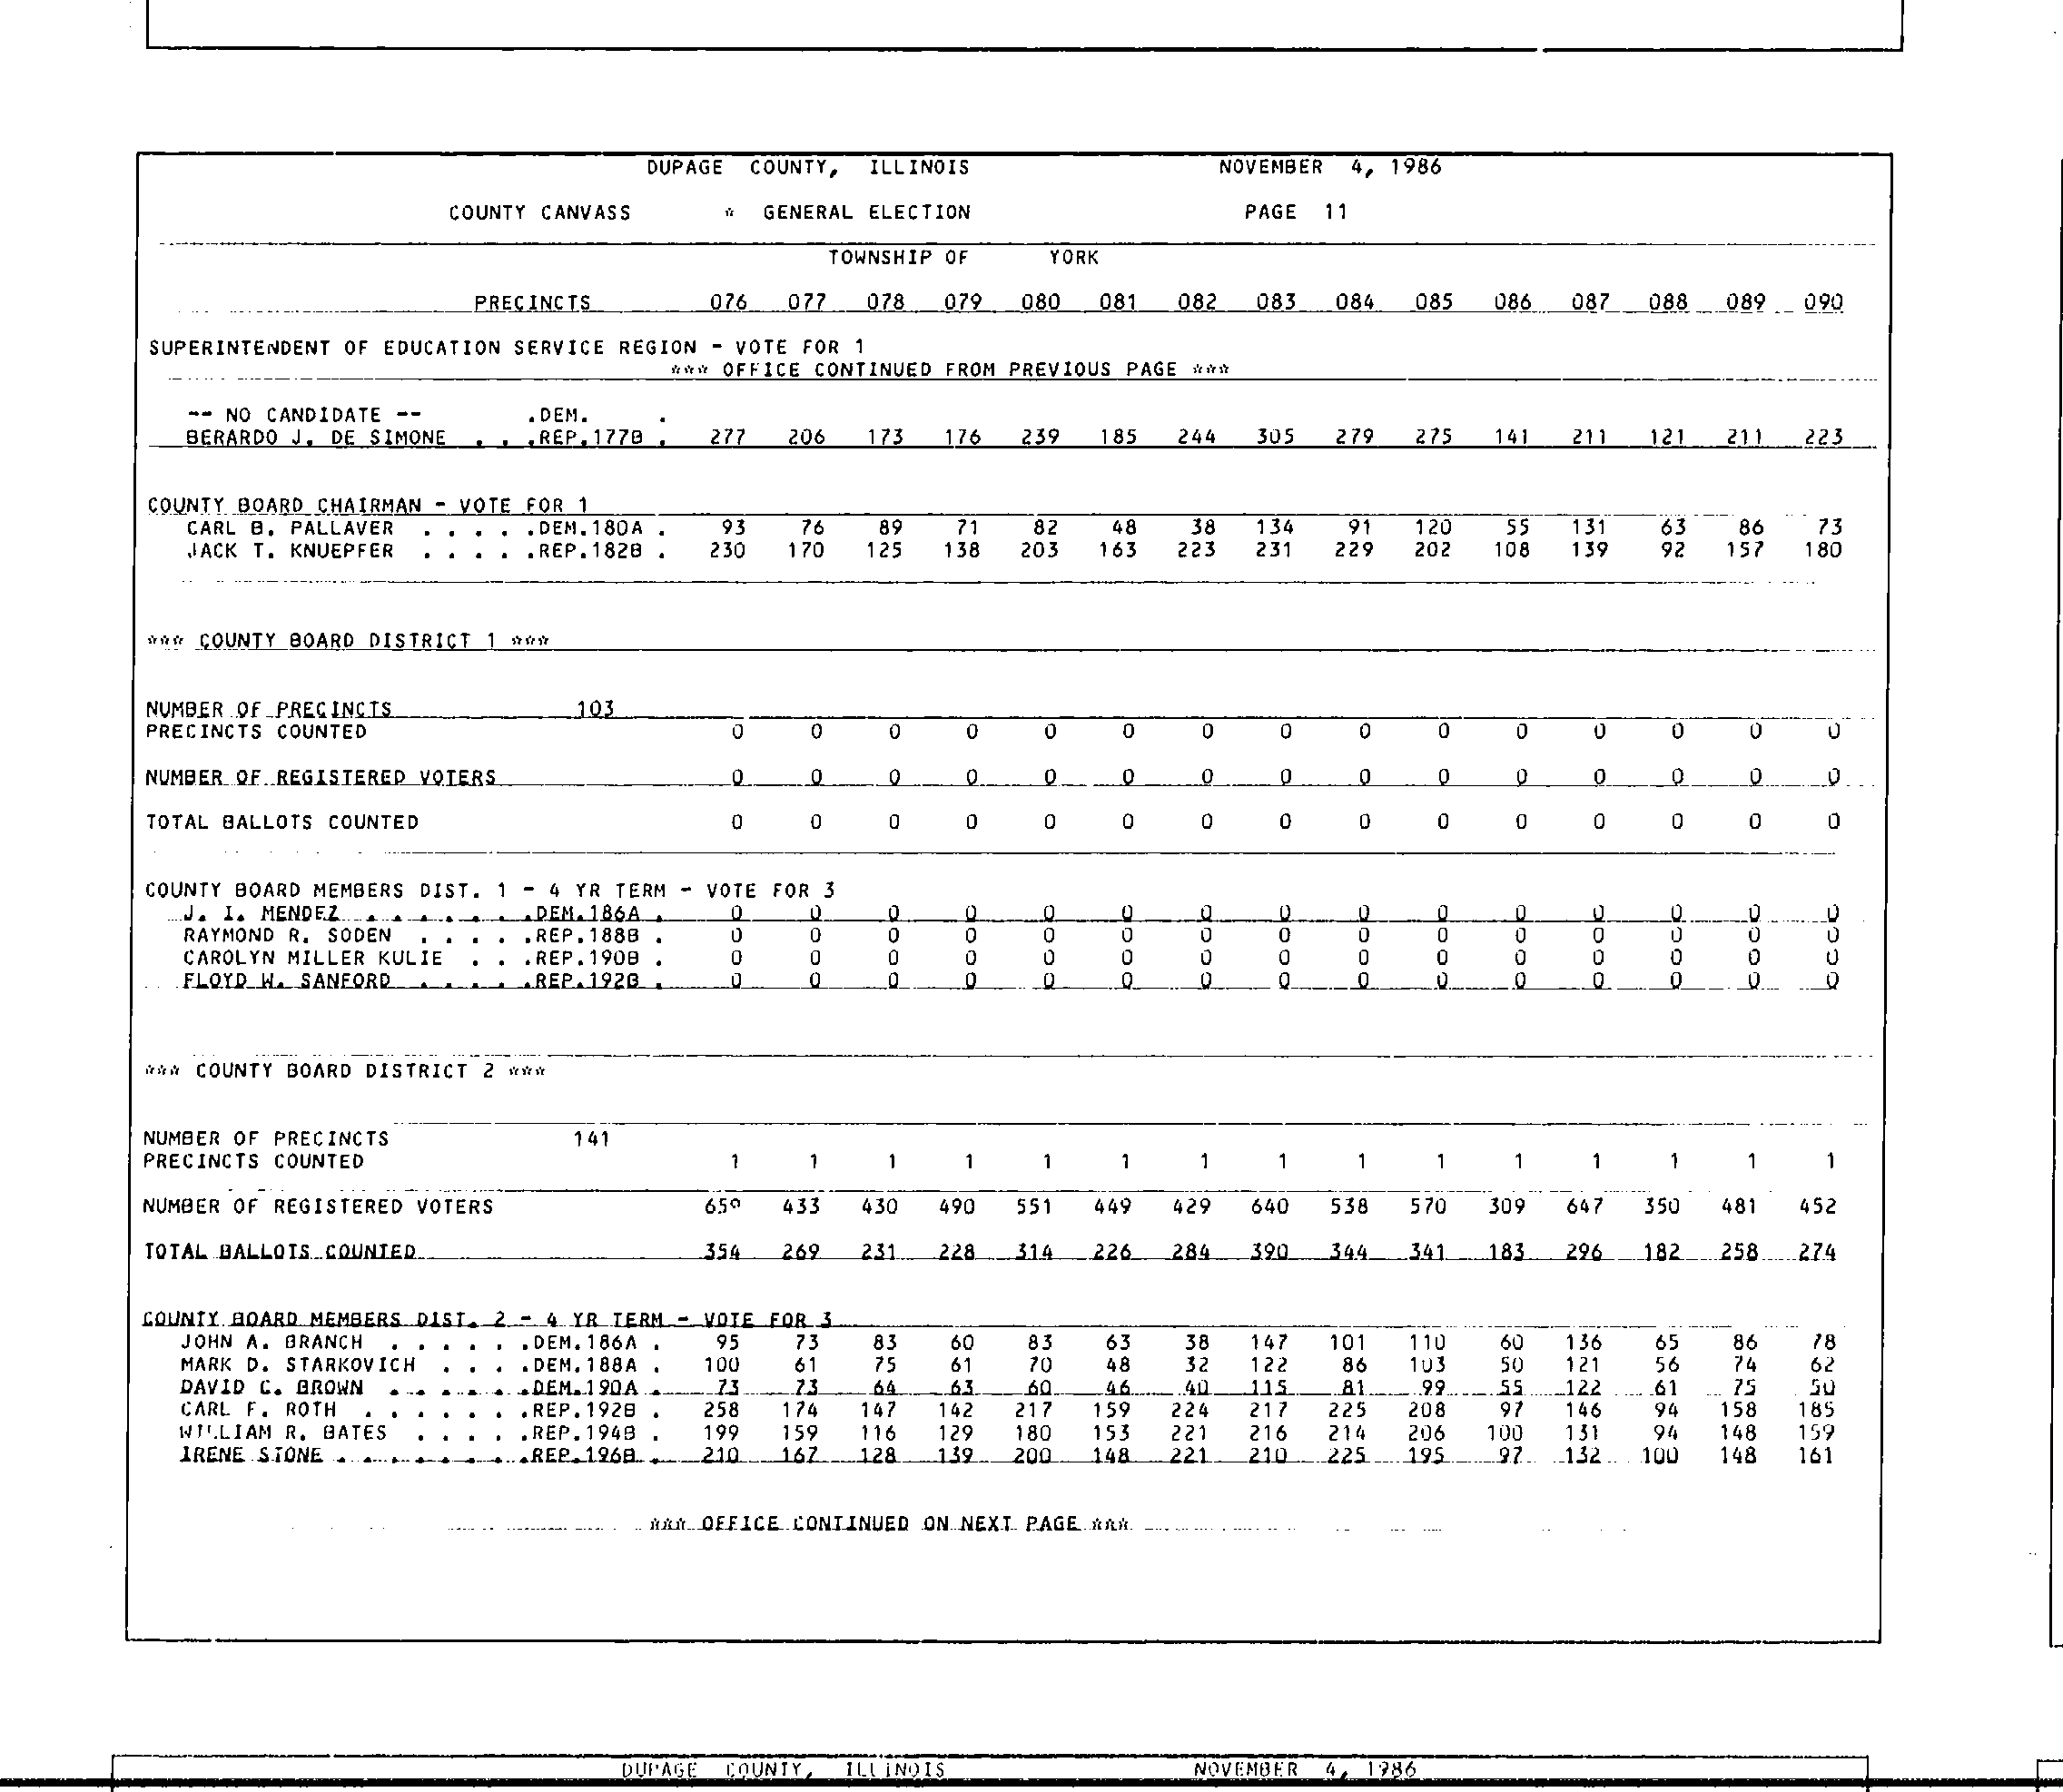 DUPAGE COUNTY, ILLINOIS NOVEMBER 4, 1986
COUNTY CANVASS * GENERAL ELECTION PAGE 11
TOWNSHIP OF YORK
PRECINCTS 076 077 078 079 080 081 082 083 084 085 086 087 088 089 090
SUPERINTENDENT OF EDUCATION SERVICE REGION - VOTE FOR 1
*** OFFICE CONTINUED FROM PREVIOUS PAGE ***
-- NO CANDIDATE -- .DEM. .
BERARDO J. DE SIMONE . . .REP.177B . 277 206 173 176 239 185 244 305 279 275 141 211 121 211 223
COUNTY BOARD CHAIRMAN - VOTE FOR 1
CARL B. PALLAVER . . . . .DEM.180A . 93 76 89 71 82 48 38 134 91 120 55 131 63 86 73
JACK T. KNUEPFER . . . . .REP.182B . 230 170 125 138 203 163 223 231 229 202 108 139 92 157 180
*** COUNTY BOARD DISTRICT 1 ***
NUMBER OF PRECINCTS 103
PRECINCTS COUNTED 0 0 0 0 0 0 0 0 0 0 0 0 0 0 0
NUMBER OF REGISTERED VOTERS 0 0 0 0 0 0 0 0 0 0 0 0 0 0 0
TOTAL BALLOTS COUNTED 0 0 0 0 0 0 0 0 0 0 0 0 0 0 0
COUNTY BOARD MEMBERS DIST. 1 - 4 YR TERM - VOTE FOR 3
J. I. MENDEZ . . . . . . .DEM.186A . 0 0 0 0 0 0 0 0 0 0 0 0 0 0 0
RAYMOND R. SODEN . . . . .REP.188B . 0 0 0 0 0 0 0 0 0 0 0 0 0 0 0
CAROLYN MILLER KULIE . . .REP.190B . 0 0 0 0 0 0 0 0 0 0 0 0 0 0 0
FLOYD W. SANFORD . . . . .REP.192B . 0 0 0 0 0 0 0 0 0 0 0 0 0 0 0
*** COUNTY BOARD DISTRICT 2 ***
NUMBER OF PRECINCTS 141
PRECINCTS COUNTED 1 1 1 1 1 1 1 1 1 1 1 1 1 1 1
NUMBER OF REGISTERED VOTERS 433 430 490 551 449 429 640 538 570 309 647 350 481 452
TOTAL BALLOTS COUNTED 354 269 231 228 314 226 284 390 344 341 183 296 182 258 274
COUNTY BOARD MEMBERS DIST. 2 - 4 YR TERM - VOTE FOR 3
JOHN A. BRANCH . . . . . .DEM.186A . 95 73 83 60 83 63 38 147 101 110 60 136 65 86 78
MARK D. STARKOVICH . . . .DEM.188A . 100 61 75 61 70 48 32 122 86 103 50 121 56 74 62
DAVID C. BROWN . . . . . .DEM.190A . 73 73 64 63 60 46 40 115 81 99 55 122 61 75 50
CARL F. ROTH . . . . . . .REP.192B . 258 174 147 142 217 159 224 217 225 208 97 146 94 158 185
WILLIAM R. BATES . . . . .REP.194B . 199 159 116 129 180 153 221 216 214 206 100 131 94 148 159
IRENE STONE . . . . . . . .REP.196B . 210 167 128 139 200 148 221 210 225 195 97 132 100 148 161
*** OFFICE CONTINUED ON NEXT PAGE ***
DUPAGE COUNTY, ILLINOIS NOVEMBER 4, 1986